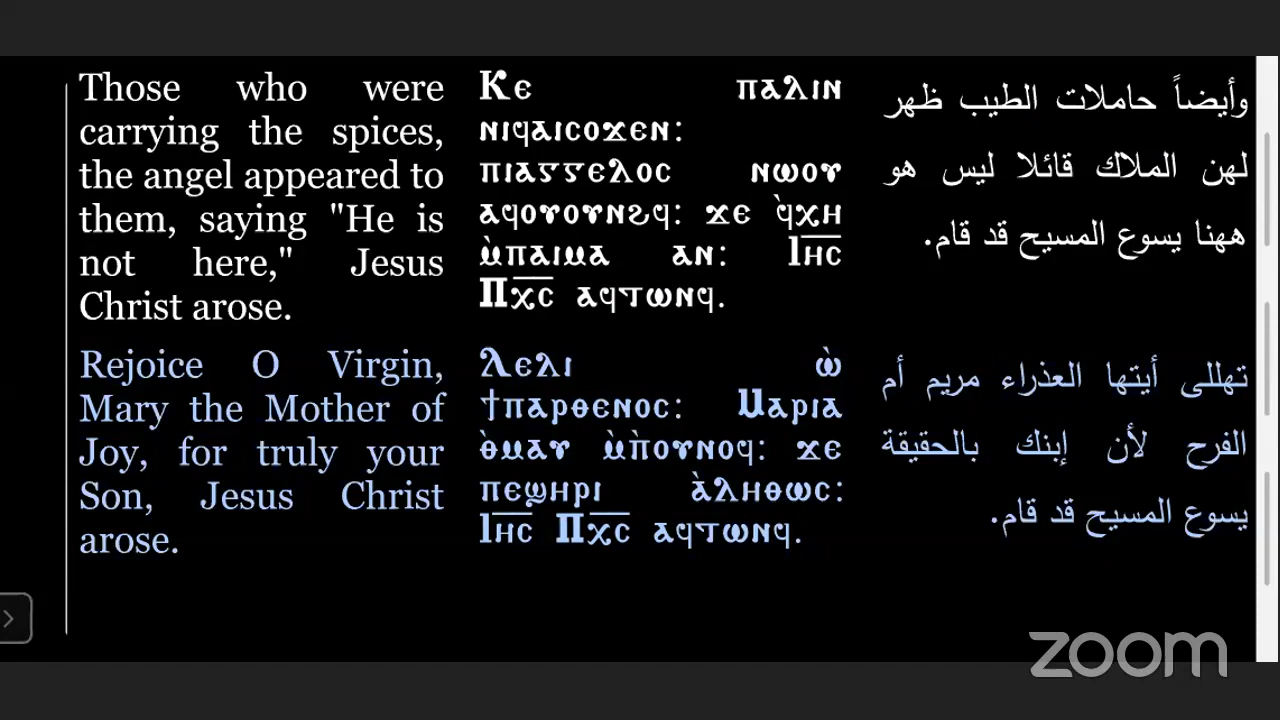 Those who were
carrying the spices,
the angel appeared to
them, saying "He is
not here," Jesus
Christ arose.
Ⲕⲉ ⲡⲁⲗⲓⲛ
ⲛⲓϥⲁⲓⲥⲟϫⲉⲛ:
ⲡⲓⲁⲅⲅⲉⲗⲟⲥ ⲛⲱⲟⲩ
ⲁϥⲟⲩⲟⲩⲛϩϥ: ϫⲉ ϥ̀ⲭⲏ
ⲙ̀ⲡⲁⲓⲙⲁ ⲁⲛ: Ⲓⲏ̅ⲥ̅
Ⲡⲭ̅ⲥ̅ ⲁϥⲧⲱⲛϥ.
وأيضاً حاملات الطيب ظهر
لهن الملاك قائلا ليس هو
ههنا يسوع المسيح قد قام.
Rejoice O Virgin,
Mary the Mother of
Joy, for truly your
Son, Jesus Christ
arose.
Ⲑⲉⲗⲏⲗ ⲱ̀
ϯⲡⲁⲣⲑⲉⲛⲟⲥ: Ⲙⲁⲣⲓⲁ
ⲑ̀ⲙⲁⲩ ⲙ̀ⲡ̀ⲟⲩⲛⲟϥ: ϫⲉ
ⲡⲉϣⲏⲣⲓ ⲁ̀ⲗⲏⲑⲱⲥ:
Ⲓⲏ̅ⲥ̅ Ⲡⲭ̅ⲥ̅ ⲁϥⲧⲱⲛϥ.
تهللى أيتها العذراء مريم أم
الفرح لأن إبنك بالحقيقة
يسوع المسيح قد قام.
zoom